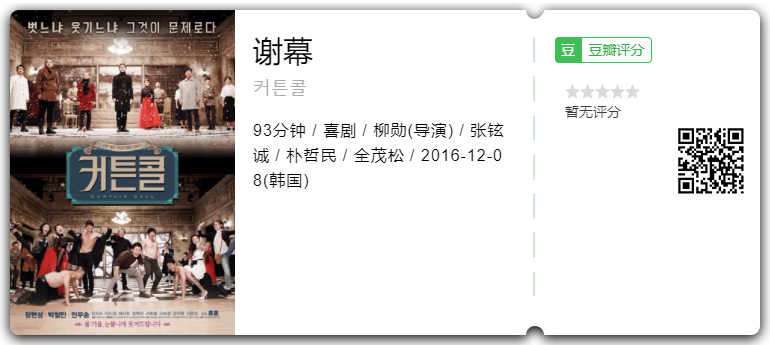 벗느냐 웃기느냐 그것이 문제로다
커튼콜
CURTAIN CALL
장현성 박철민 전무송
올 가을, 눈물나게 웃겨드립니다
谢幕
커튼콜
93分钟 / 喜剧 / 柳勋(导演) / 张铉
诚 / 朴哲民 / 全茂松 / 2016-12-0
8(韩国)
豆 豆瓣评分
暂无评分